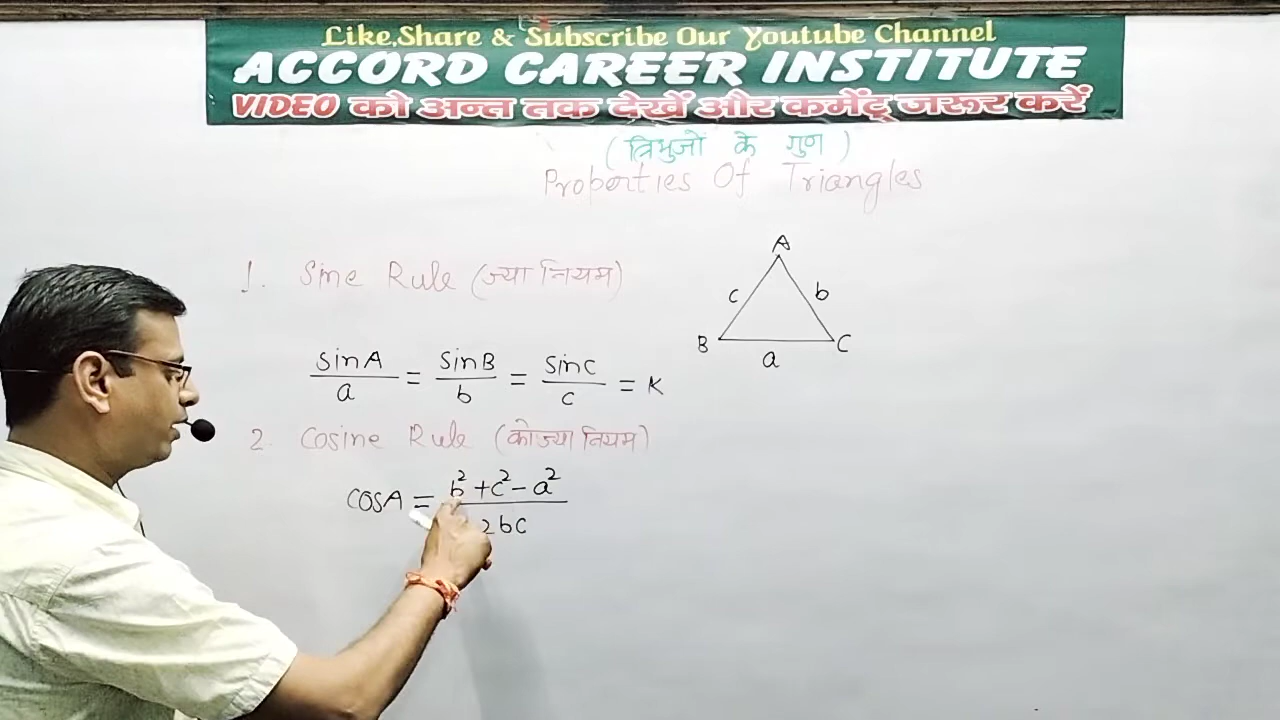 Like,Share & Subscribe Our Youtube Channel
ACCORD CAREER INSTITUTE
VIDEO को अन्त तक देखें और कमेंट् जरूर करें
(त्रिभुजो के गुण)
Properties Of Triangles
1. Sine Rule (ज्या नियम)
A
c b
B C
a
sinA/a = sinB/b = sinC/c = K
2. Cosine Rule (कोज्या नियम)
cosA = b²+c²-a²/2bc